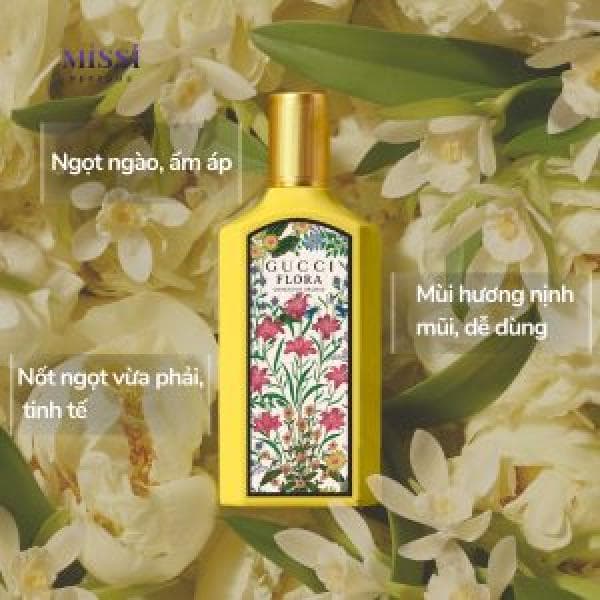 MISSI
PERFUME
Ngọt ngào, ấm áp
GUCCI
FLORA
Mùi hương nịnh
mũi, dễ dùng
Nốt ngọt vừa phải,
tinh tế